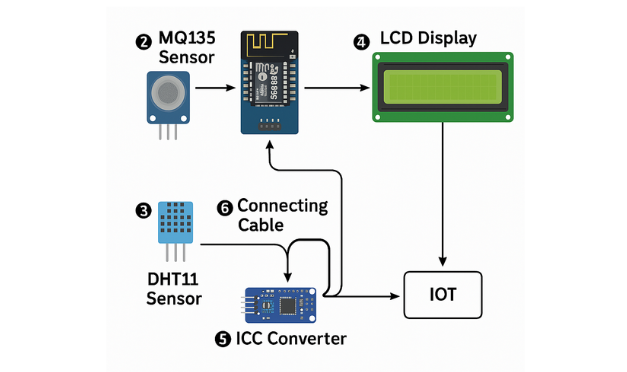 ❷ MQ135
Sensor
❹ LCD Display
❸
DHT11
Sensor
❻ Connecting
Cable
❺ ICC Converter
IOT